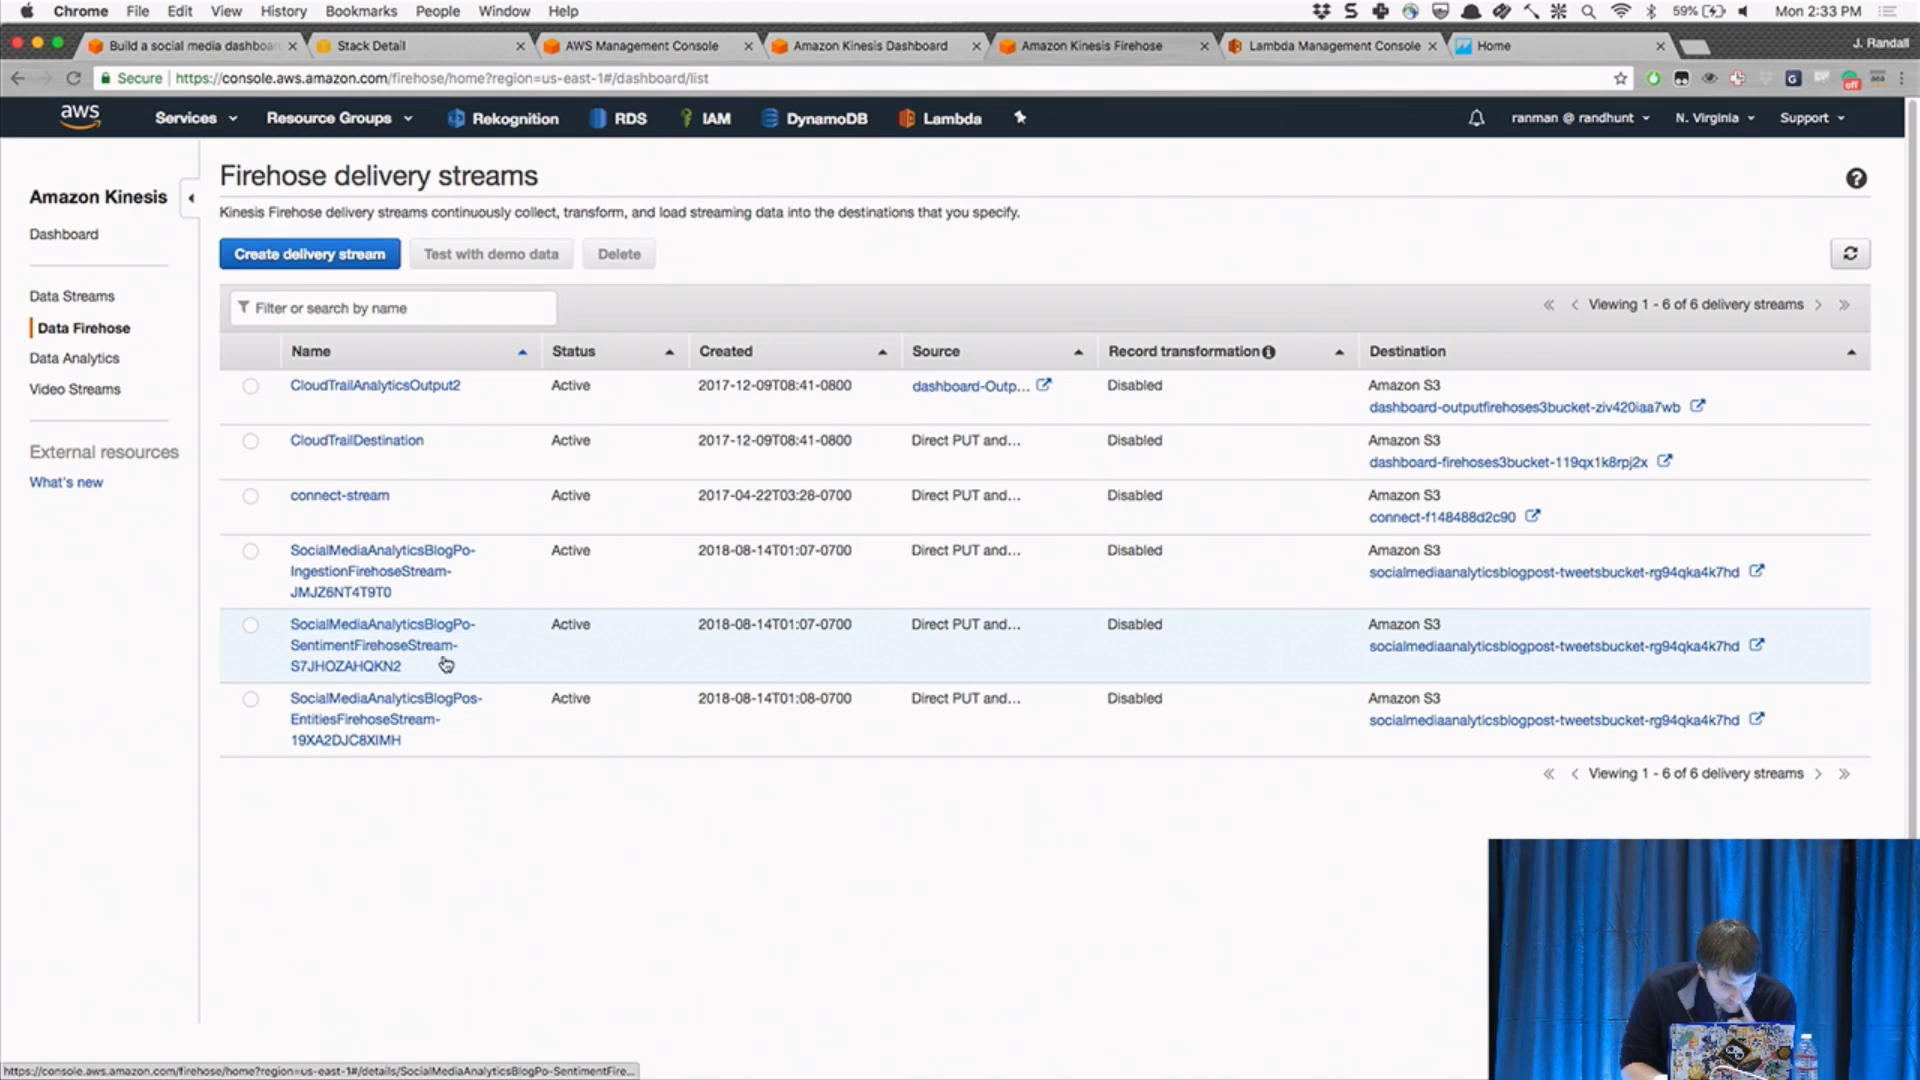 Chrome File Edit View History Bookmarks People Window Help 59% Mon 2:33 PM
Build a social media dashboa Stack Detail AWS Management Console Amazon Kinesis Dashboard Amazon Kinesis Firehose Lambda Management Console Home J. Randall
Secure https://console.aws.amazon.com/firehose/home?region=us-east-1#/dashboard/list
aws Services Resource Groups Rekognition RDS IAM DynamoDB Lambda ranman @ randhunt N. Virginia Support
Amazon Kinesis
Dashboard
Data Streams
Data Firehose
Data Analytics
Video Streams
External resources
What's new
Firehose delivery streams
Kinesis Firehose delivery streams continuously collect, transform, and load streaming data into the destinations that you specify.
Create delivery stream Test with demo data Delete
Filter or search by name
Viewing 1 - 6 of 6 delivery streams
Name Status Created Source Record transformation Destination
CloudTrailAnalyticsOutput2 Active 2017-12-09T08:41-0800 dashboard-Outp... Disabled Amazon S3
dashboard-outputfirehoses3bucket-ziv420iaa7wb
CloudTrailDestination Active 2017-12-09T08:41-0800 Direct PUT and... Disabled Amazon S3
dashboard-firehoses3bucket-119qx1k8rpj2x
connect-stream Active 2017-04-22T03:28-0700 Direct PUT and... Disabled Amazon S3
connect-f148488d2c90
SocialMediaAnalyticsBlogPo- Active 2018-08-14T01:07-0700 Direct PUT and... Disabled Amazon S3
IngestionFirehoseStream- socialmediaanalyticsblogpost-tweetsbucket-rg94qka4k7hd
JMJZ6NT4T9T0
SocialMediaAnalyticsBlogPo- Active 2018-08-14T01:07-0700 Direct PUT and... Disabled Amazon S3
SentimentFirehoseStream- socialmediaanalyticsblogpost-tweetsbucket-rg94qka4k7hd
S7JHOZAHQKN2
SocialMediaAnalyticsBlogPos- Active 2018-08-14T01:08-0700 Direct PUT and... Disabled Amazon S3
EntitiesFirehoseStream- socialmediaanalyticsblogpost-tweetsbucket-rg94qka4k7hd
19XA2DJC8XIMH
Viewing 1 - 6 of 6 delivery streams
https://console.aws.amazon.com/firehose/home?region=us-east-1#/details/SocialMediaAnalyticsBlogPo-SentimentFire...